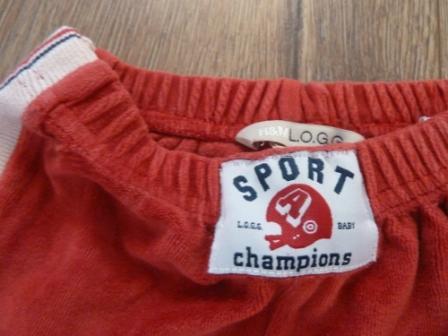 H&M L.O.G.G
SPORT
A
L.O.G.G. BABY
champions